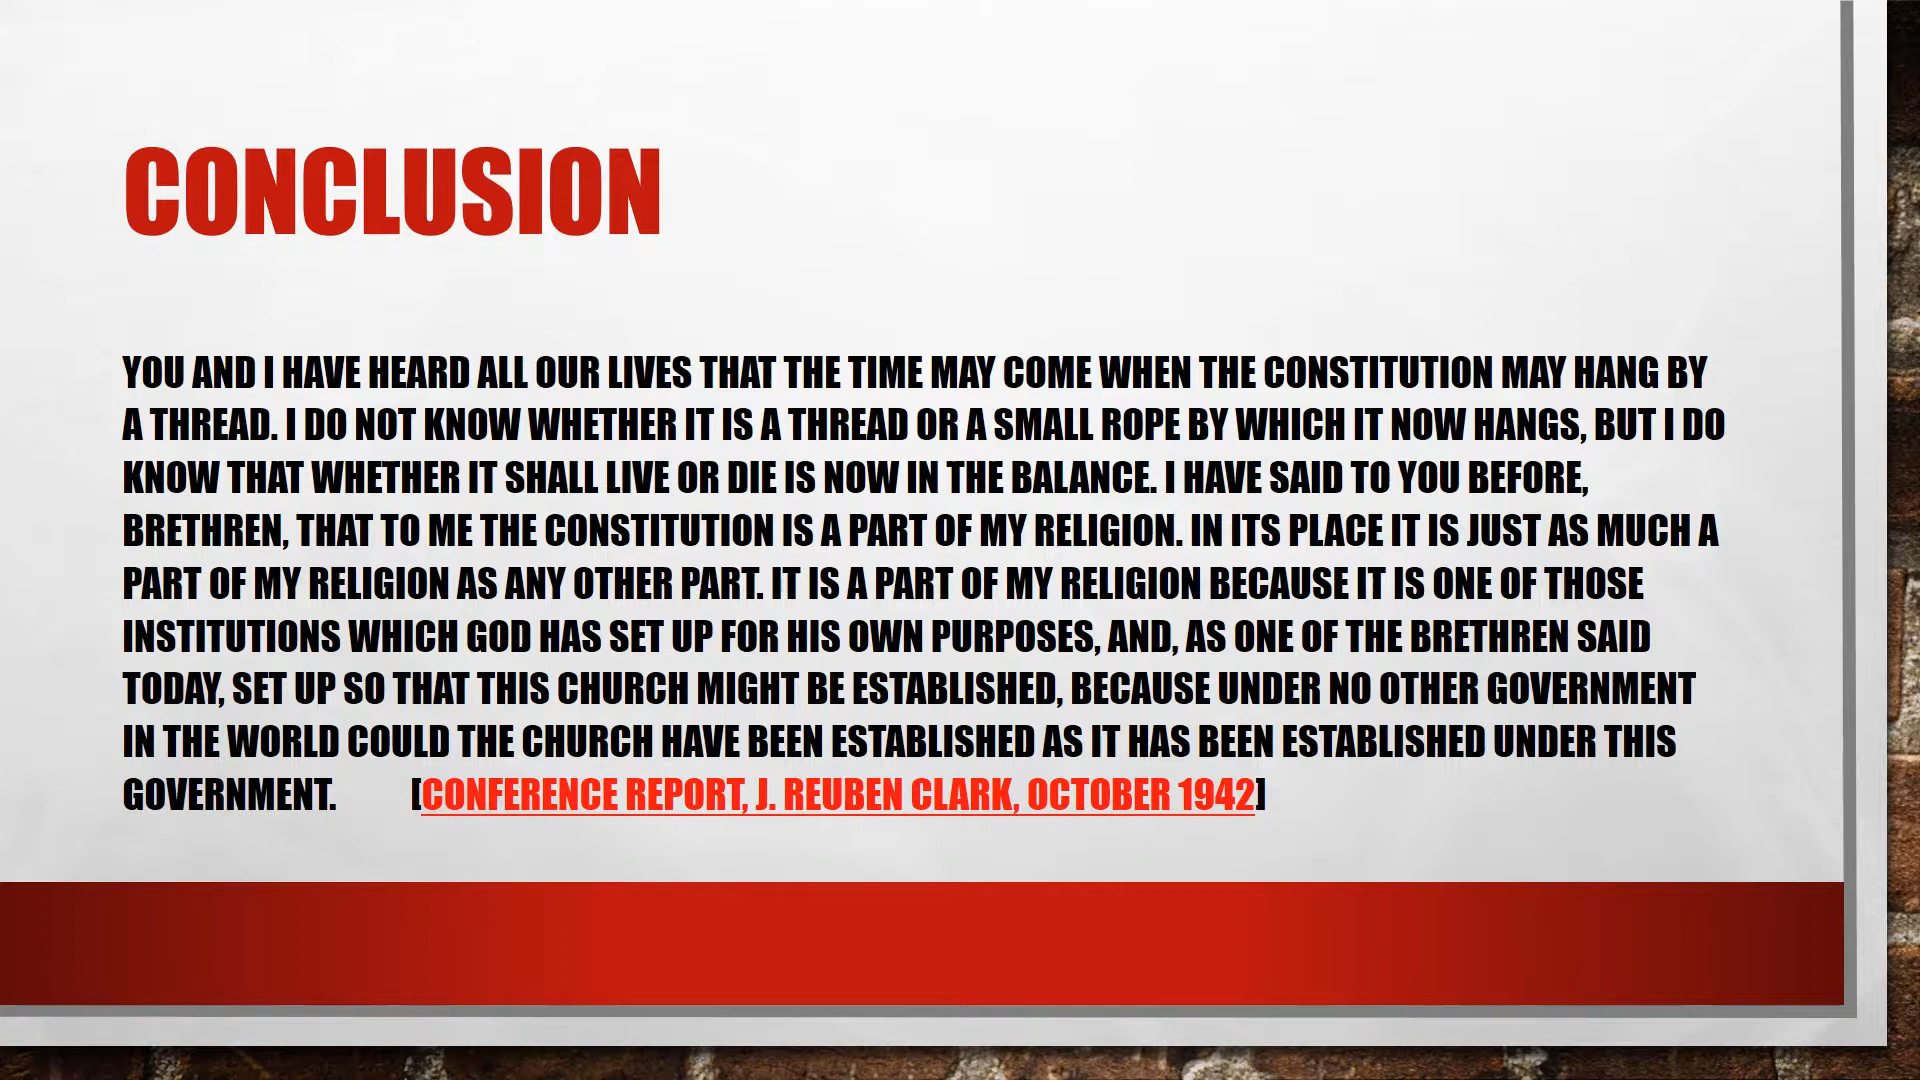 CONCLUSION
YOU AND I HAVE HEARD ALL OUR LIVES THAT THE TIME MAY COME WHEN THE CONSTITUTION MAY HANG BY
A THREAD. I DO NOT KNOW WHETHER IT IS A THREAD OR A SMALL ROPE BY WHICH IT NOW HANGS, BUT I DO
KNOW THAT WHETHER IT SHALL LIVE OR DIE IS NOW IN THE BALANCE. I HAVE SAID TO YOU BEFORE,
BRETHREN, THAT TO ME THE CONSTITUTION IS A PART OF MY RELIGION. IN ITS PLACE IT IS JUST AS MUCH A
PART OF MY RELIGION AS ANY OTHER PART. IT IS A PART OF MY RELIGION BECAUSE IT IS ONE OF THOSE
INSTITUTIONS WHICH GOD HAS SET UP FOR HIS OWN PURPOSES, AND, AS ONE OF THE BRETHREN SAID
TODAY, SET UP SO THAT THIS CHURCH MIGHT BE ESTABLISHED, BECAUSE UNDER NO OTHER GOVERNMENT
IN THE WORLD COULD THE CHURCH HAVE BEEN ESTABLISHED AS IT HAS BEEN ESTABLISHED UNDER THIS
GOVERNMENT. [CONFERENCE REPORT, J. REUBEN CLARK, OCTOBER 1942]